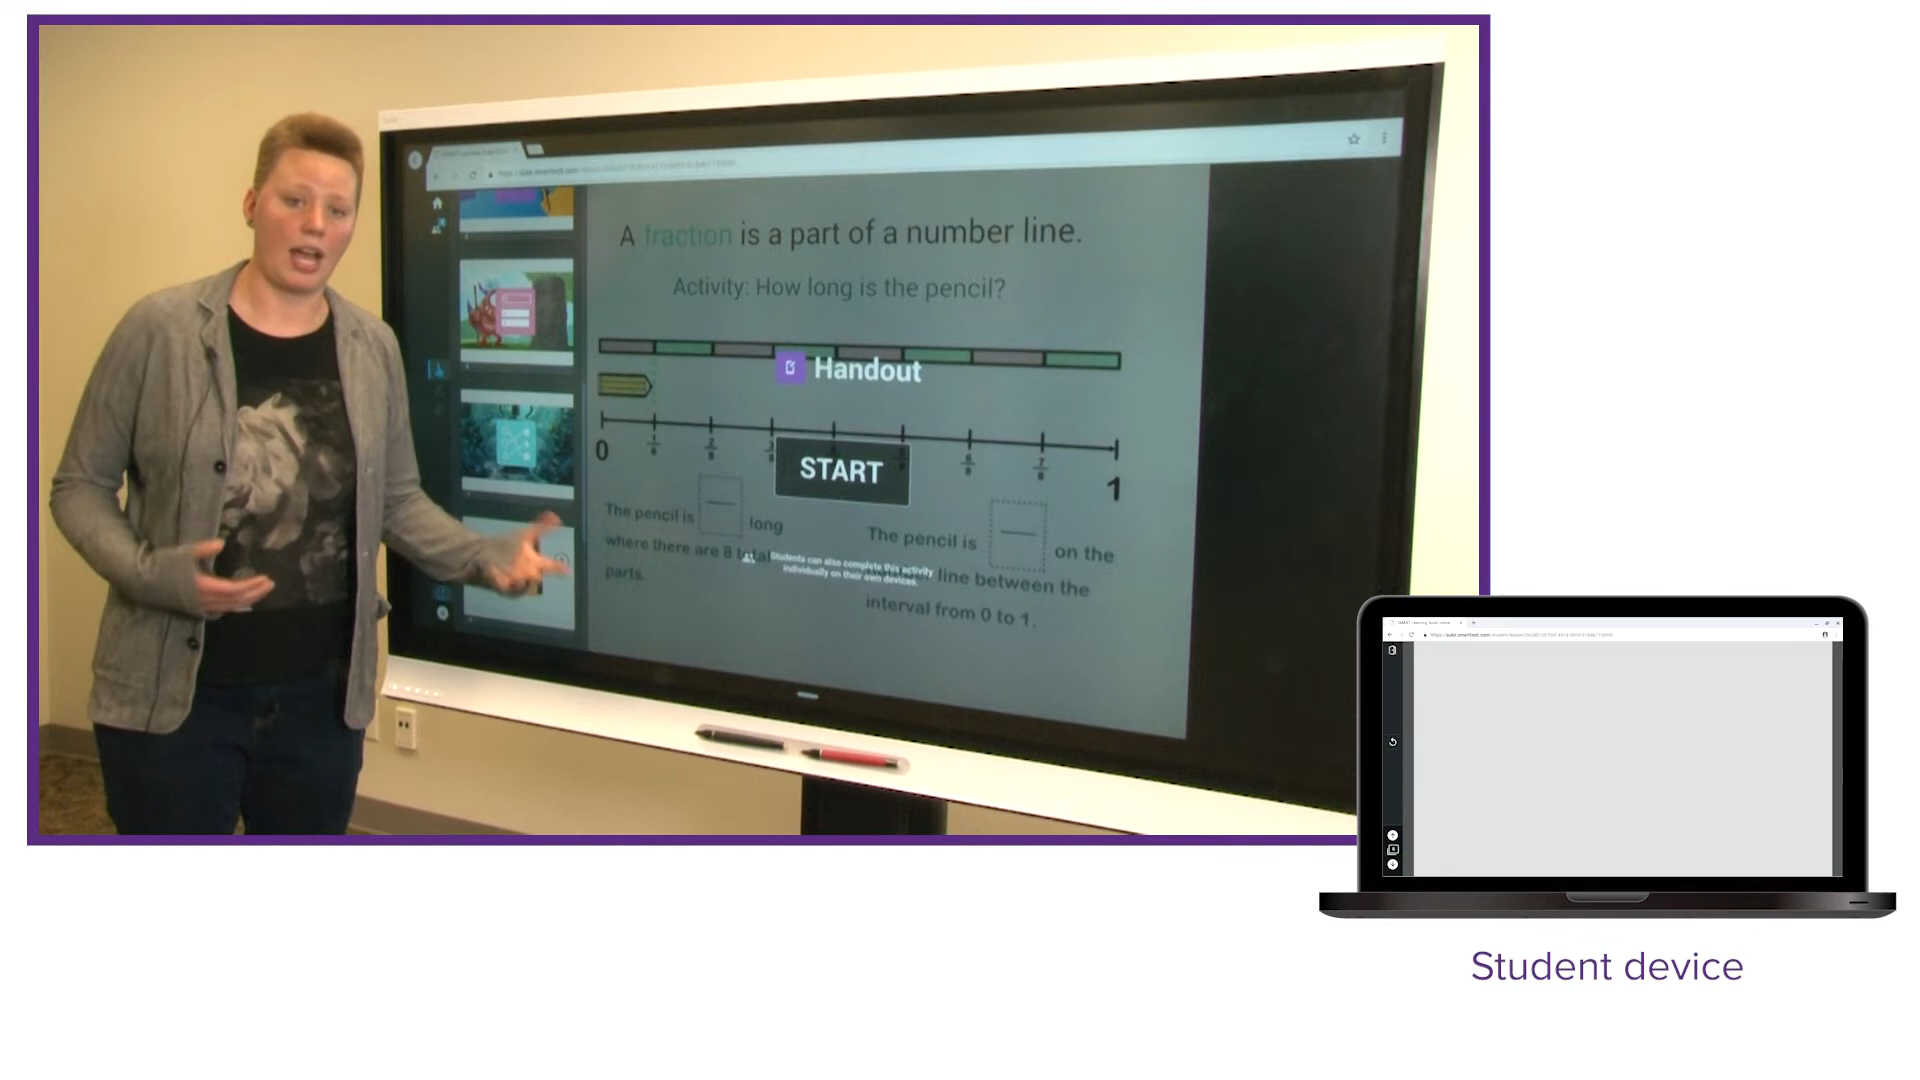 A fraction is a part of a number line.
Activity: How long is the pencil?
Handout
0
1
8
2
8
3
8
6
8
7
8
1
START
The pencil is
long
where there are 8 total
parts.
The pencil is
on the
line between the
interval from 0 to 1.
Students can also complete this activity
individually on their own devices.
Student device